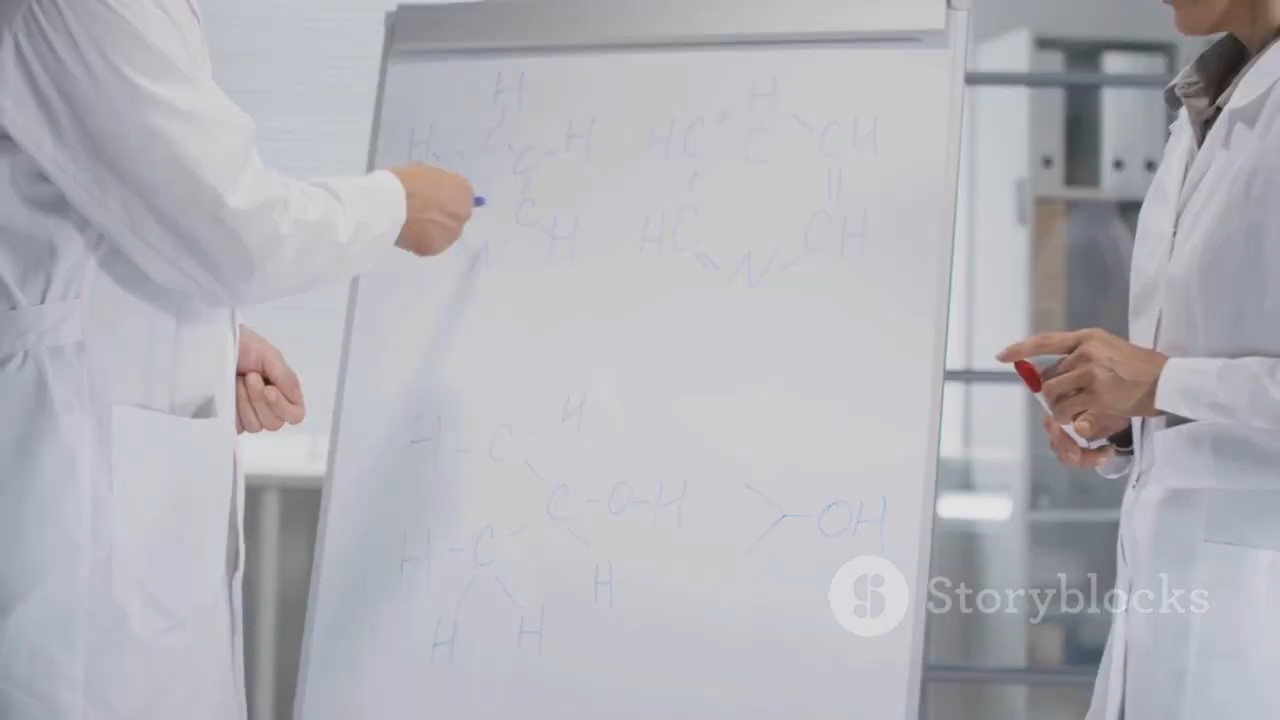 H H
H C H HC C CH
C H HC N CH
N
H C H
C-O-H OH
H-C
H
H H
Storyblocks